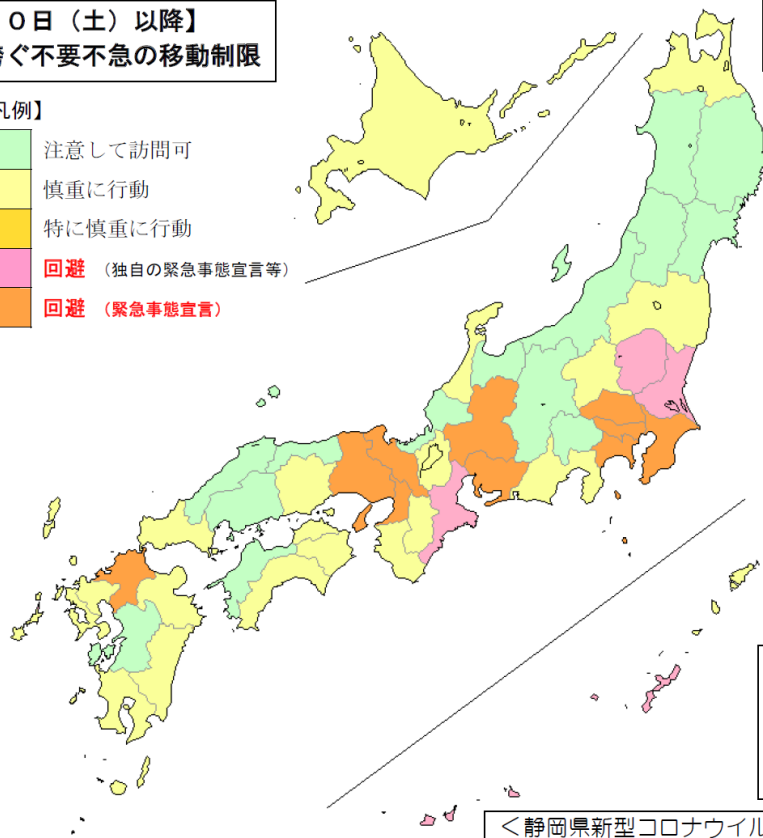 ０日（土）以降】
ぐ不要不急の移動制限
凡例】
注意して訪問可
慎重に行動
特に慎重に行動
回避 （独自の緊急事態宣言等）
回避 （緊急事態宣言）
＜静岡県新型コロナウイル